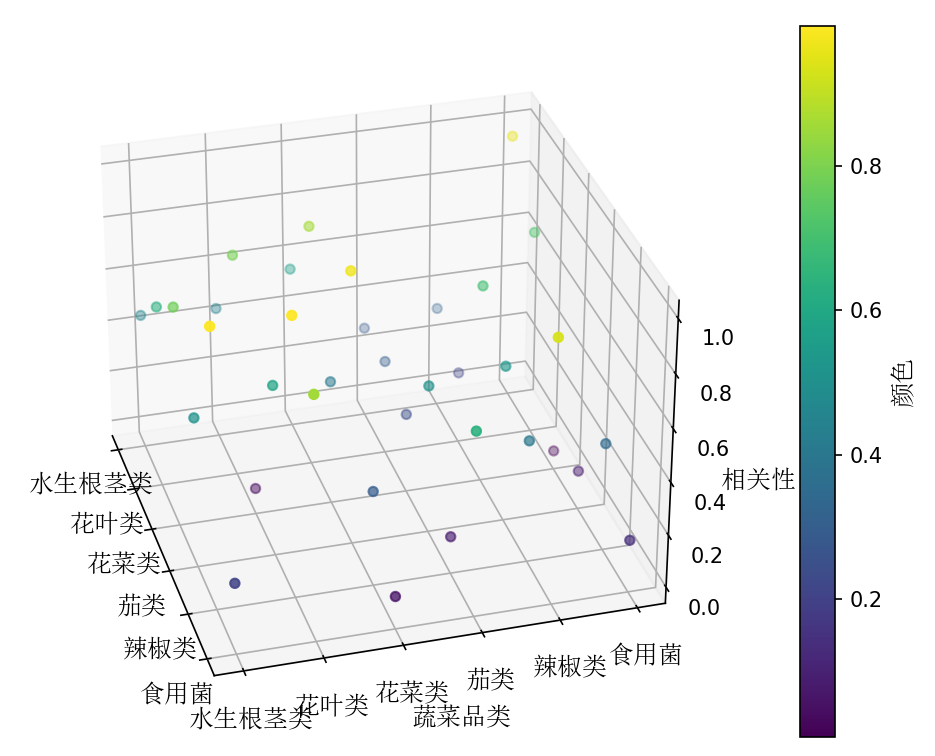 0.8
0.6
0.4
0.2
颜色
1.0
0.8
0.6
0.4
0.2
0.0
相关性
水生根茎类
花叶类
花菜类
茄类
辣椒类
食用菌
水生根茎类
花叶类
花菜类
茄类
辣椒类
食用菌
蔬菜品类